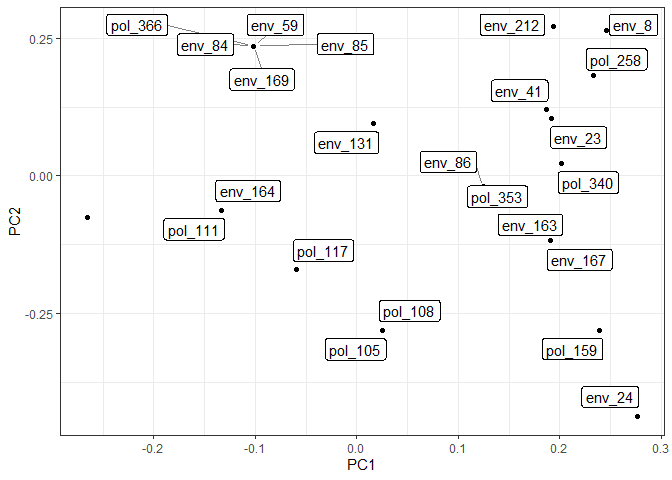 pol_366
env_59
env_84
env_85
env_169
env_212
env_8
pol_258
env_41
env_23
env_131
env_86
pol_340
pol_353
env_164
pol_111
env_163
env_167
pol_117
pol_108
pol_105
pol_159
env_24
0.25
0.00
-0.25
PC2
-0.2
-0.1
0.0
0.1
0.2
0.3
PC1